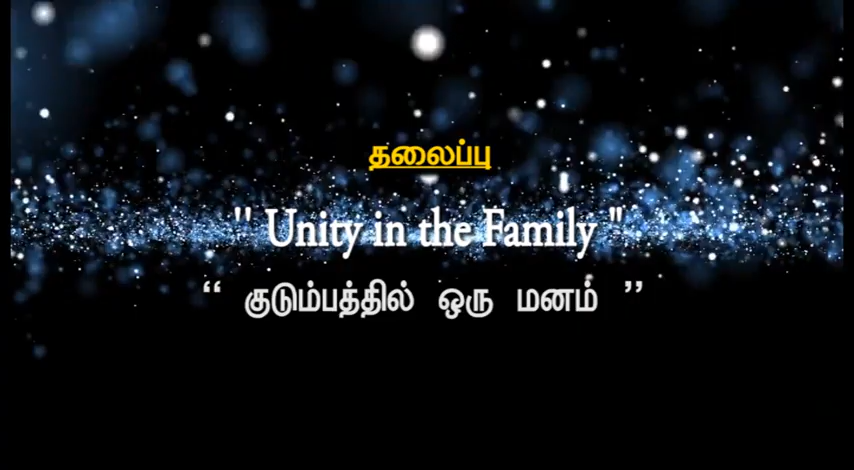 தலைப்பு
" Unity in the Family "
“ குடும்பத்தில் ஒரு மனம் ”